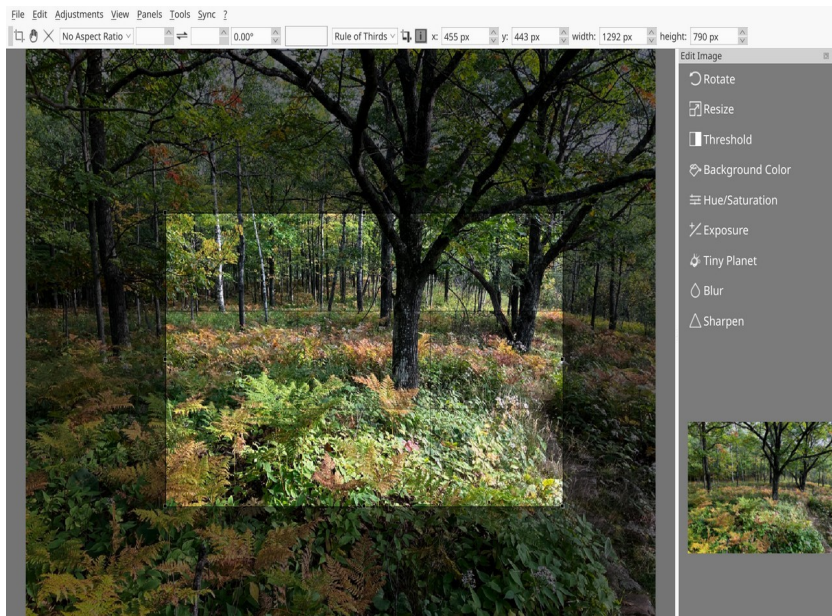 File Edit Adjustments View Panels Tools Sync ?
No Aspect Ratio 0.00° Rule of Thirds i x: 455 px y: 443 px width: 1292 px height: 790 px
Edit Image
Rotate
Resize
Threshold
Background Color
Hue/Saturation
Exposure
Tiny Planet
Blur
Sharpen